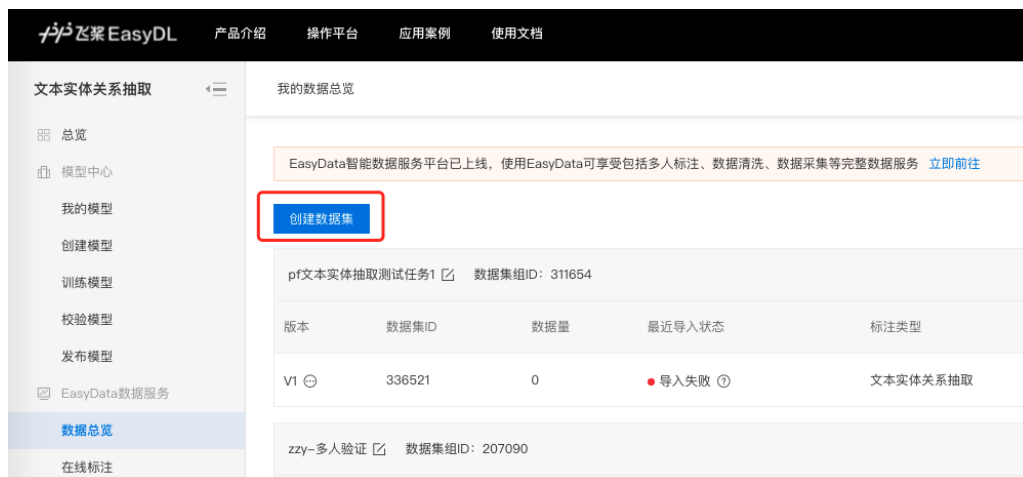 飞桨EasyDL 产品介绍 操作平台 应用案例 使用文档
文本实体关系抽取
我的数据总览
总览
模型中心
我的模型
创建模型
训练模型
校验模型
发布模型
EasyData数据服务
数据总览
在线标注
EasyData智能数据服务平台已上线，使用EasyData可享受包括多人标注、数据清洗、数据采集等完整数据服务 立即前往
创建数据集
pf文本实体抽取测试任务1 数据集组ID：311654
版本 数据集ID 数据量 最近导入状态 标注类型
V1 336521 0 导入失败 文本实体关系抽取
zzy-多人验证 数据集组ID：207090